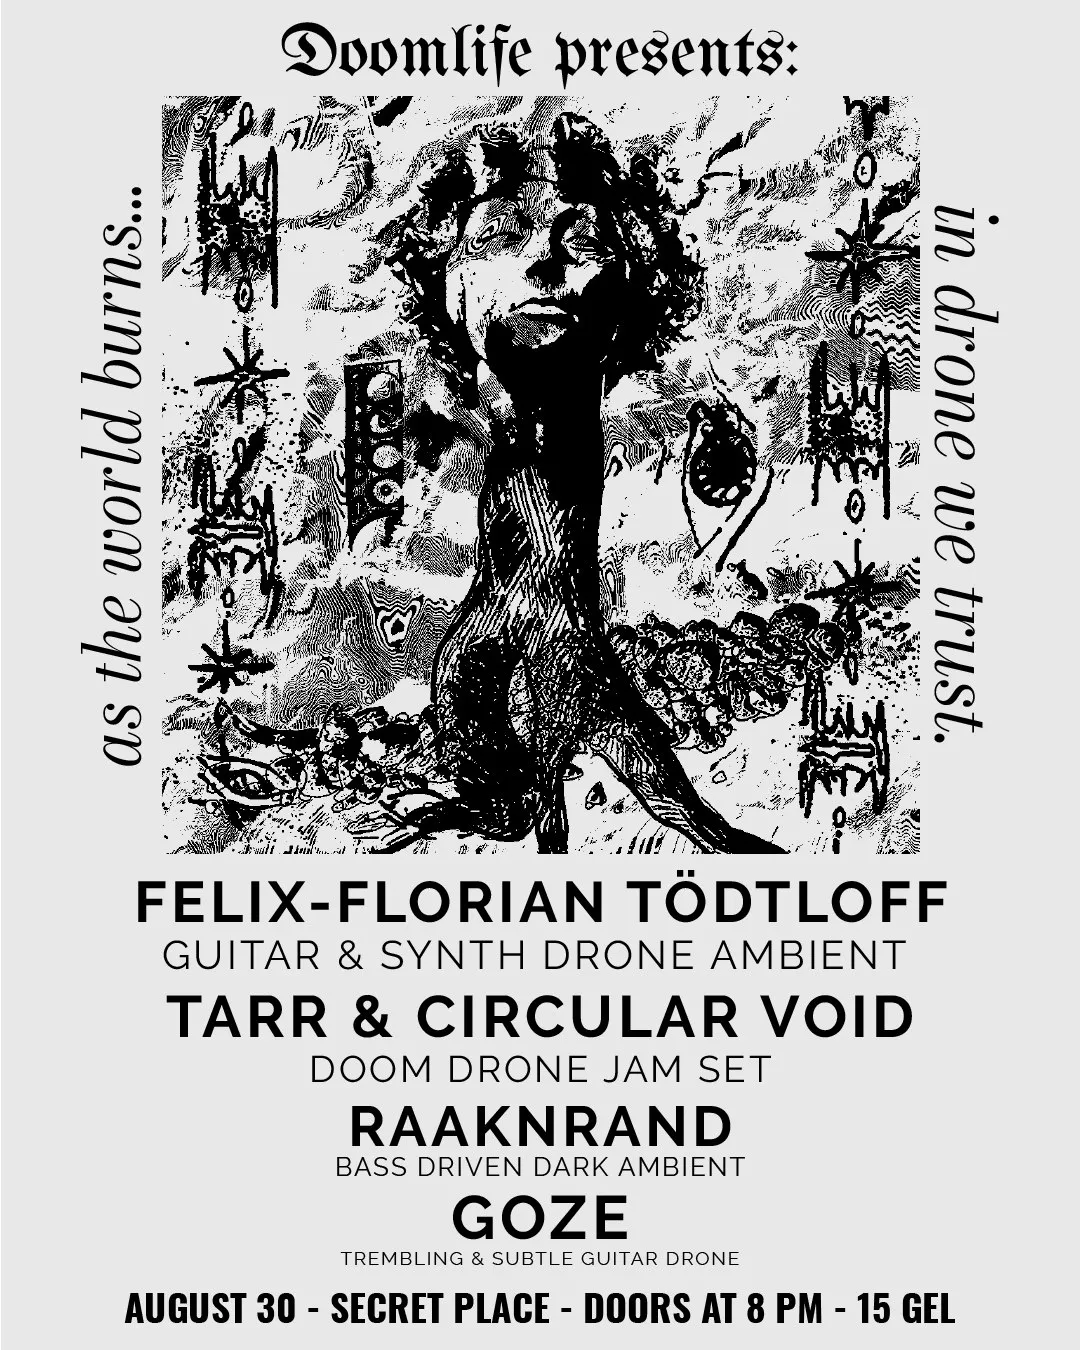 Doomlife presents:
as the world burns...
in drone we trust.
FELIX-FLORIAN TÖDTLOFF
GUITAR & SYNTH DRONE AMBIENT
TARR & CIRCULAR VOID
DOOM DRONE JAM SET
RAAKNRAND
BASS DRIVEN DARK AMBIENT
GOZE
TREMBLING & SUBTLE GUITAR DRONE
AUGUST 30 - SECRET PLACE - DOORS AT 8 PM - 15 GEL